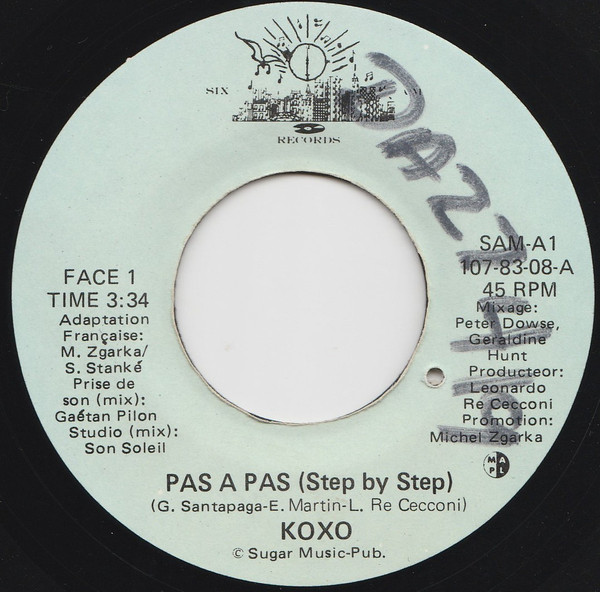 SIX AM
RECORDS
FACE 1
TIME 3:34
Adaptation
Française:
M. Zgarka/
S. Stanké
Prise de
son (mix):
Gaétan Pilon
Studio (mix):
Son Soleil
SAM-A1
107-83-08-A
45 RPM
Mixage:
Peter Dowse,
Geraldine
Hunt
Producteur:
Leonardo
Re Cecconi
Promotion:
Michel Zgarka
M A
P L
PAS A PAS (Step by Step)
(G. Santapaga-E. Martin-L. Re Cecconi)
KOXO
© Sugar Music-Pub.